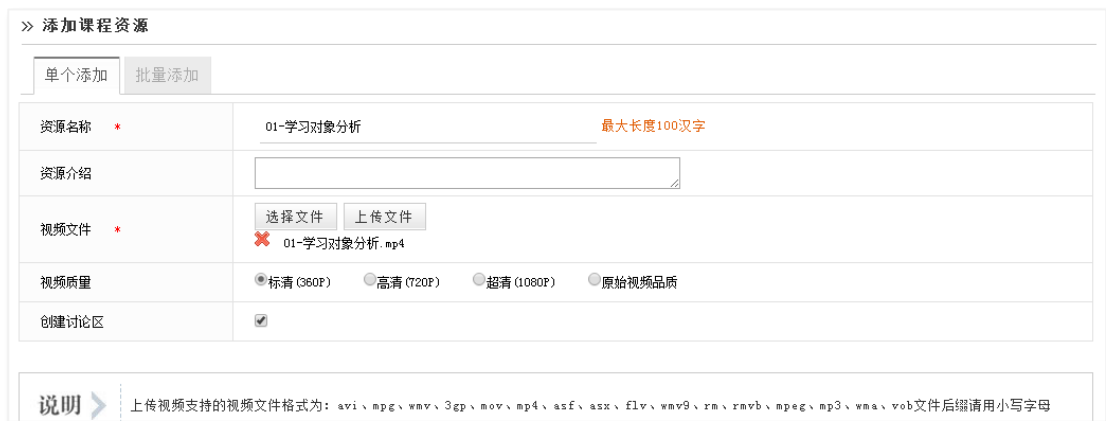 » 添加课程资源
单个添加 批量添加
资源名称 * 01-学习对象分析 最大长度100汉字
资源介绍
选择文件 上传文件
视频文件 *
01-学习对象分析.mp4
视频质量 标清(360P) 高清(720P) 超清(1080P) 原始视频品质
创建讨论区
说明 上传视频支持的视频文件格式为: avi、mpg、wmv、3gp、mov、mp4、asf、asx、flv、wmv9、rm、rmvb、mpeg、mp3、wma、vob文件后缀请用小写字母